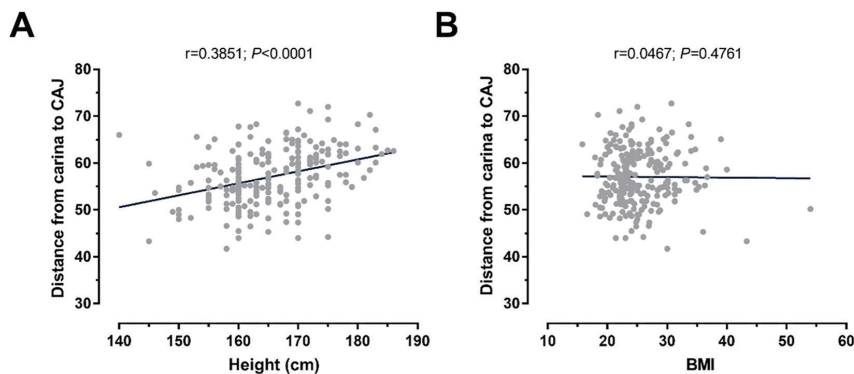 A
r=0.3851; P<0.0001
Distance from carina to CAJ
80
70
60
50
40
30
140 150 160 170 180 190
Height (cm)
B
r=0.0467; P=0.4761
Distance from carina to CAJ
80
70
60
50
40
30
10 20 30 40 50 60
BMI